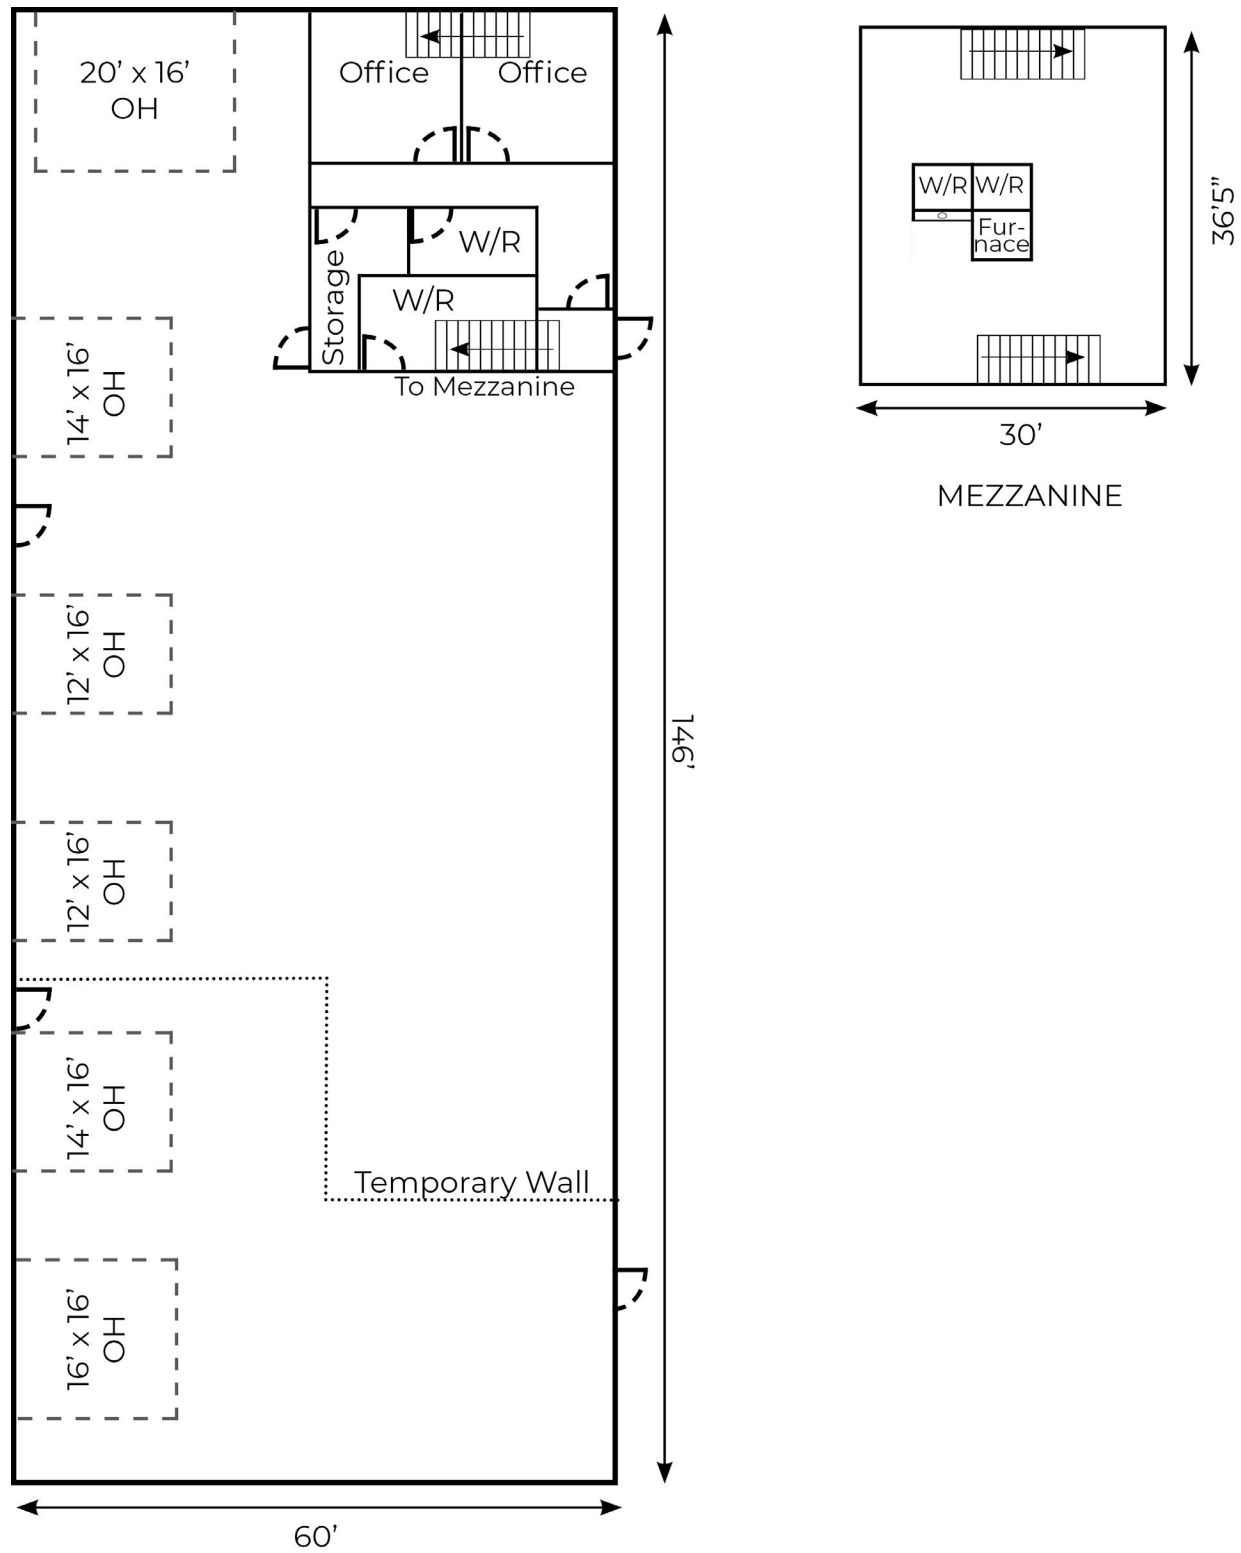 20’ x 16’
OH
Office
Office
W/R
Storage
W/R
To Mezzanine
14’ x 16’
OH
12’ x 16’
OH
12’ x 16’
OH
14’ x 16’
OH
Temporary Wall
16’ x 16’
OH
146’
60’
W/R
W/R
Fur-
nace
36’5”
30’
MEZZANINE